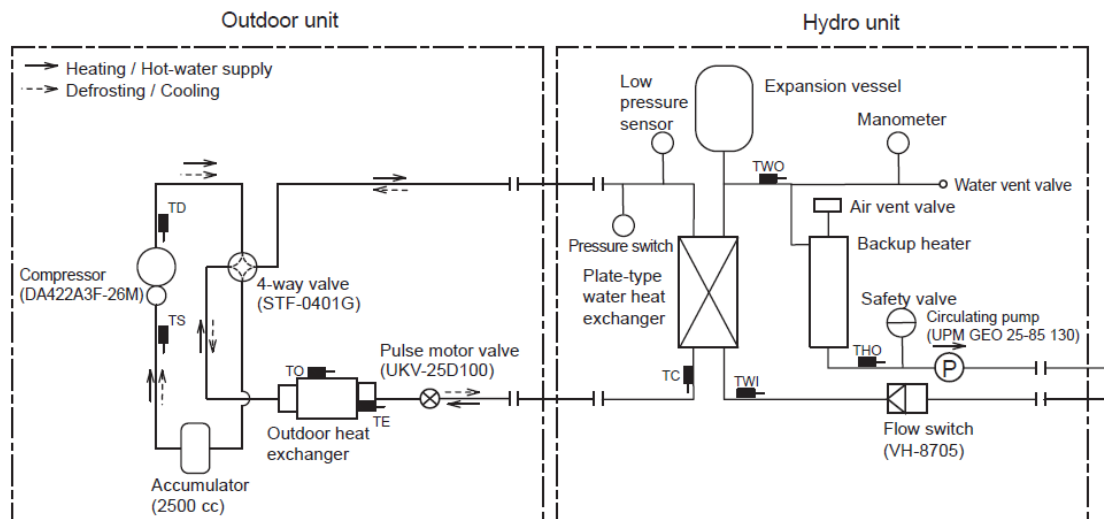 Outdoor unit
Hydro unit
Heating / Hot-water supply
Defrosting / Cooling
Low
pressure
sensor
Expansion vessel
Manometer
TWO
Water vent valve
TD
Air vent valve
Pressure switch
Backup heater
Compressor
(DA422A3F-26M)
4-way valve
(STF-0401G)
Plate-type
water heat
exchanger
Safety valve
Circulating pump
(UPM GEO 25-85 130)
TS
Pulse motor valve
(UKV-25D100)
TO
THO
P
TC
TWI
TE
Outdoor heat
exchanger
Flow switch
(VH-8705)
Accumulator
(2500 cc)